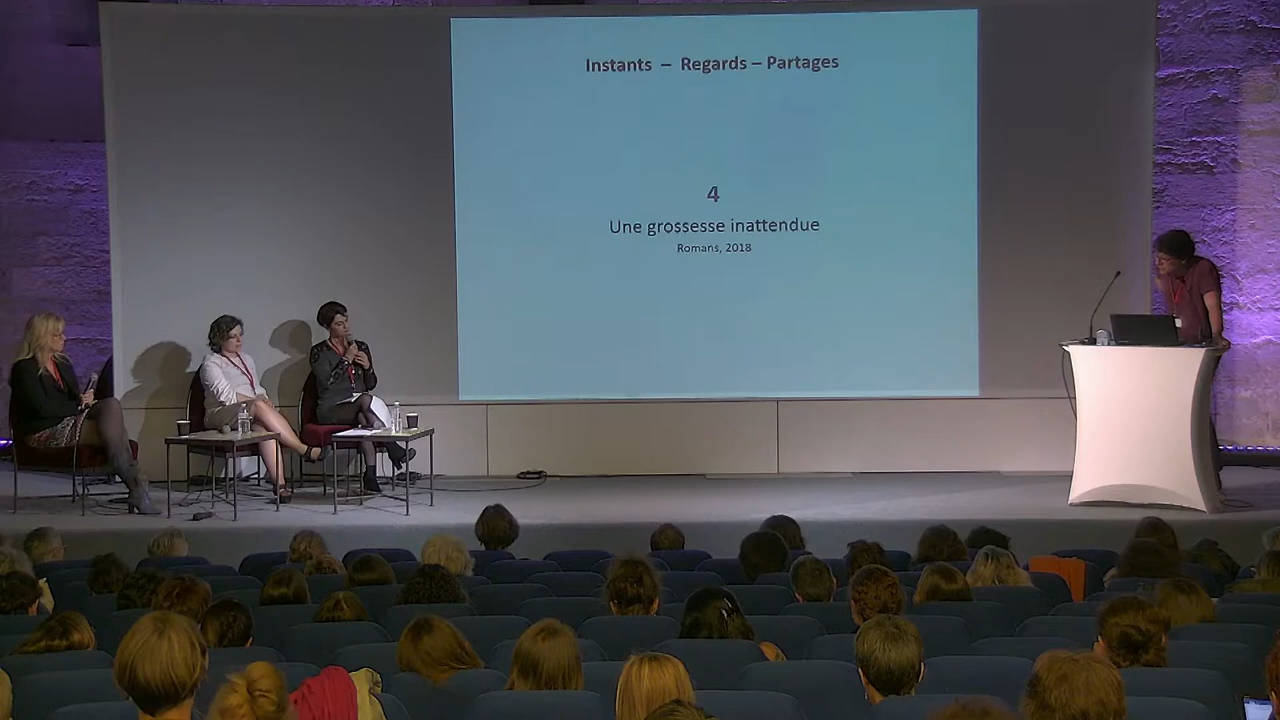 Instants – Regards – Partages
4
Une grossesse inattendue
Romans, 2018